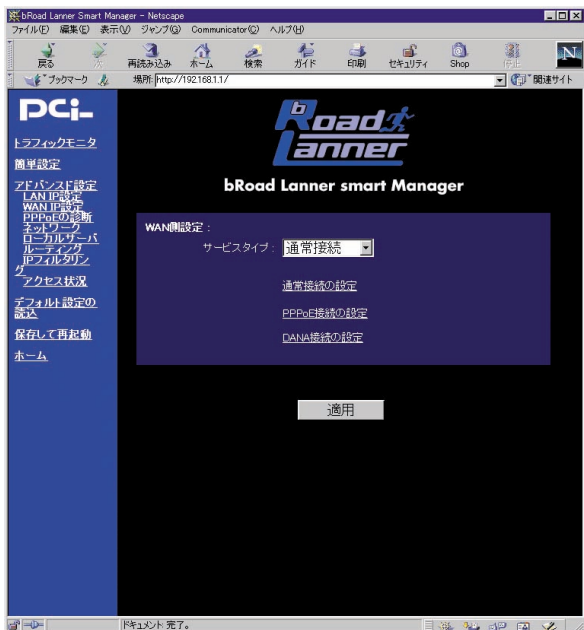 bRoad Lanner Smart Manager - Netscape
ファイル(F) 編集(E) 表示(V) ジャンプ(G) Communicator(C) ヘルプ(H)
戻る 再読み込み ホーム 検索 ガイド 印刷 セキュリティ Shop 停止
ブックマーク 場所: http://192.168.1.1/ 関連サイト
PCi
トラフィックモニタ
簡単設定
アドバンスド設定
LAN IP設定
WAN IP設定
PPPoEの診断
ネットワーク
ローカルサーバ
ルーティング
IPフィルタリン
グ
アクセス状況
デフォルト設定の
読込
保存して再起動
ホーム
bRoad
Lanner
bRoad Lanner smart Manager
WAN側設定:
サービスタイプ: 通常接続
通常接続の設定
PPPoE接続の設定
DANA接続の設定
適用
ドキュメント 完了。